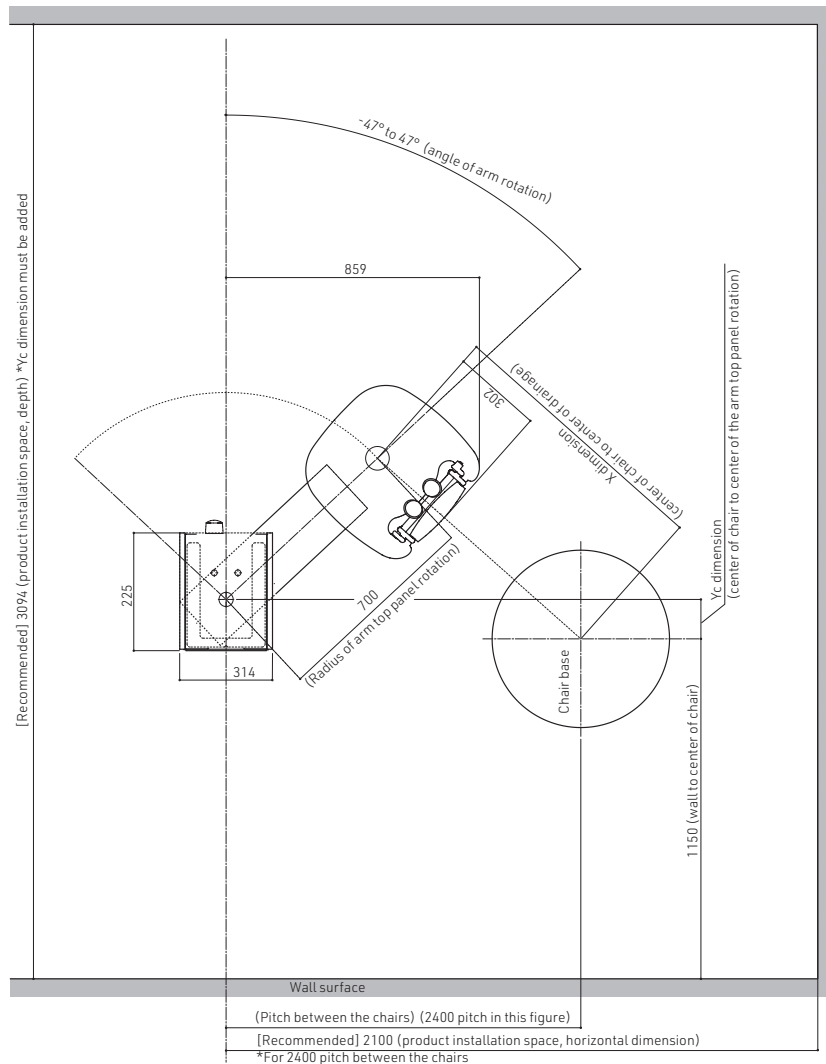 -47° to 47° (angle of arm rotation)
859
[Recommended] 3094 (product installation space, depth) *Yc dimension must be added
302
(center of chair to center of drainage)
X dimension
Yc dimension
(center of chair to center of the arm top panel rotation)
225
700
(Radius of arm top panel rotation)
314
Chair base
1150 (wall to center of chair)
Wall surface
(Pitch between the chairs) (2400 pitch in this figure)
[Recommended] 2100 (product installation space, horizontal dimension)
*For 2400 pitch between the chairs